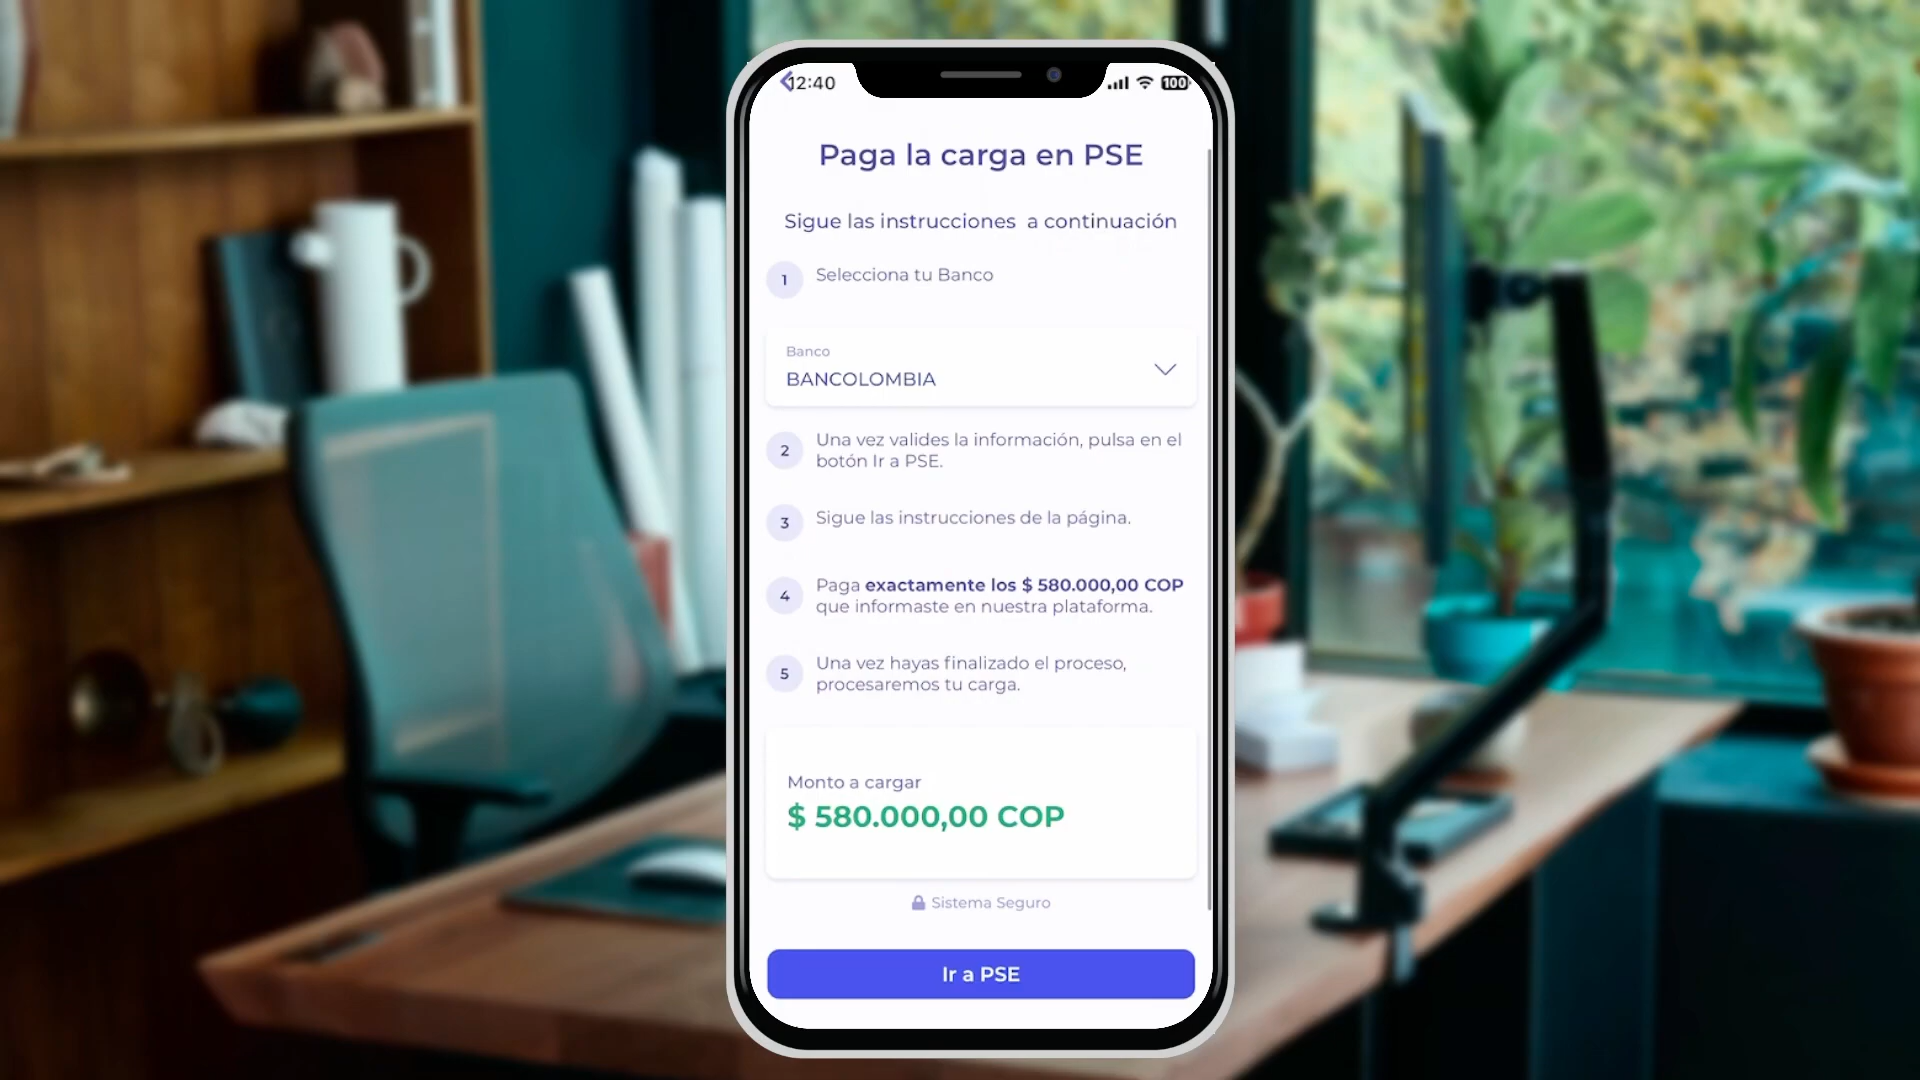 12:40
100
Paga la carga en PSE
Sigue las instrucciones a continuación
1 Selecciona tu Banco
Banco
BANCOLOMBIA
2 Una vez valides la información, pulsa en el
botón Ir a PSE.
3 Sigue las instrucciones de la página.
4 Paga exactamente los $ 580.000,00 COP
que informaste en nuestra plataforma.
5 Una vez hayas finalizado el proceso,
procesaremos tu carga.
Monto a cargar
$ 580.000,00 COP
Sistema Seguro
Ir a PSE